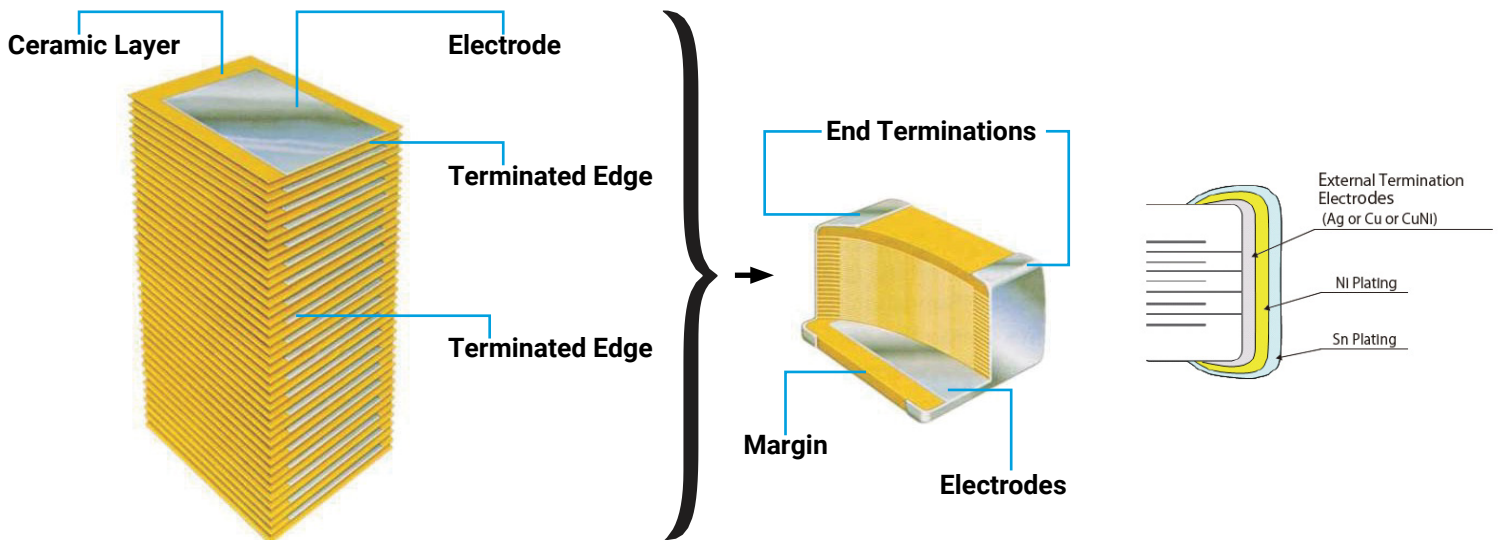 Ceramic Layer
Electrode
Terminated Edge
Terminated Edge
End Terminations
Margin
Electrodes
External Termination
Electrodes
(Ag or Cu or CuNI)
NI Plating
Sn Plating